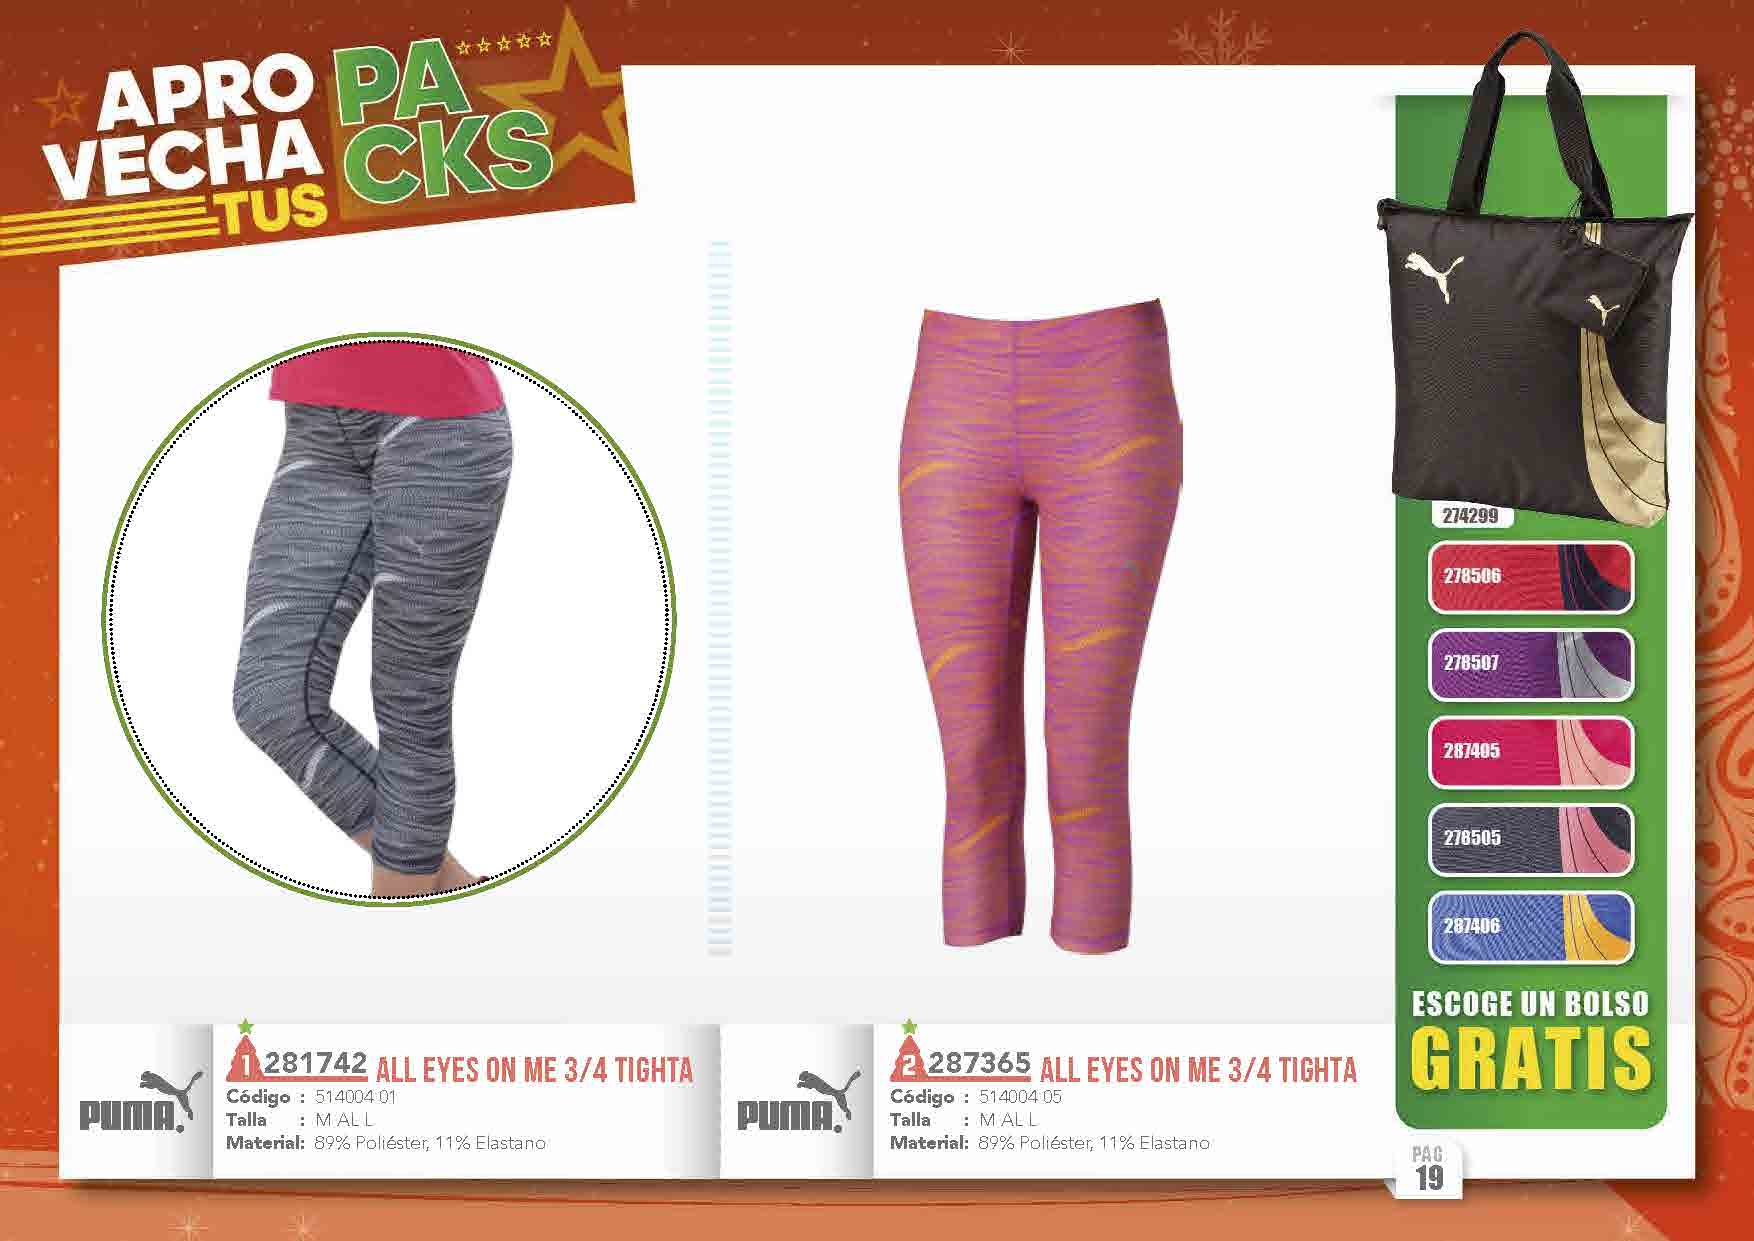 APRO
VECHA
TUS
PA
CKS
1 281742 ALL EYES ON ME 3/4 TIGHTA
PUMA.
Código : 514004 01
Talla : M AL L
Material: 89% Poliéster, 11% Elastano
2 287365 ALL EYES ON ME 3/4 TIGHTA
PUMA.
Código : 514004 05
Talla : M AL L
Material: 89% Poliéster, 11% Elastano
274299
278506
278507
287405
278505
287406
ESCOGE UN BOLSO
GRATIS
PAG
19